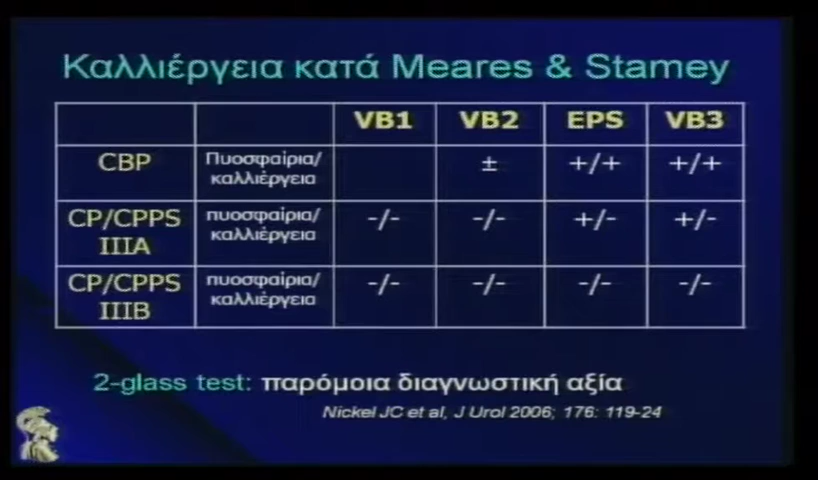 Καλλιέργεια κατά Meares & Stamey
VB1 VB2 EPS VB3
CBP Πυοσφαίρια/ καλλιέργεια ± +/+ +/+
CP/CPPS IIIA πυοσφαίρια/ καλλιέργεια -/- -/- +/- +/-
CP/CPPS IIIB πυοσφαίρια/ καλλιέργεια -/- -/- -/- -/-
2-glass test: παρόμοια διαγνωστική αξία
Nickel JC et al, J Urol 2006; 176: 119-24